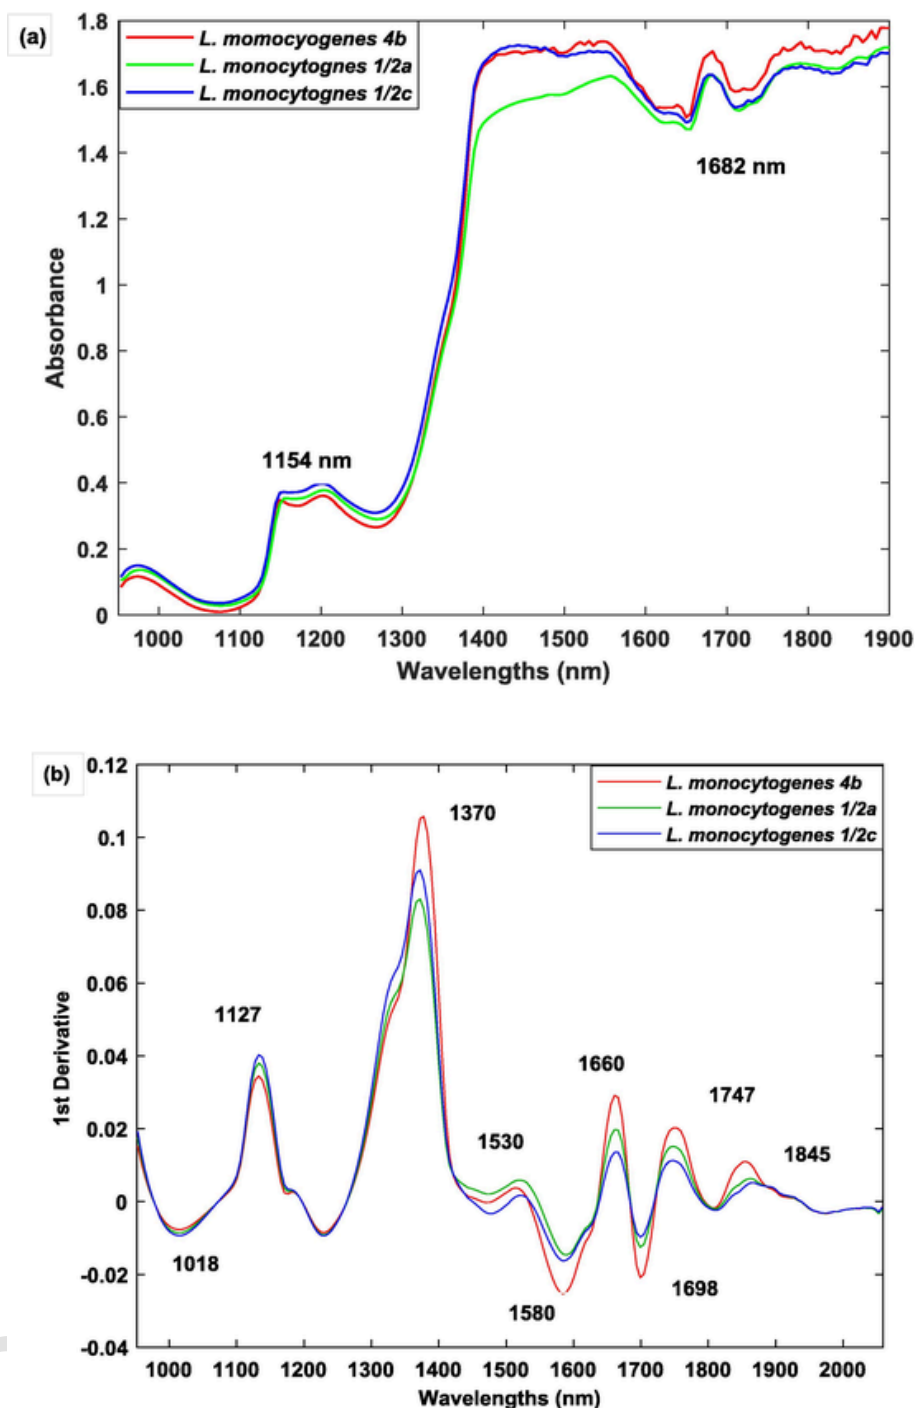 (a)
L. momocyogenes 4b
L. monocytognes 1/2a
L. monocytognes 1/2c
1.8
1.6
1.4
1.2
1
0.8
0.6
0.4
0.2
0
Absorbance
1682 nm
1154 nm
1000 1100 1200 1300 1400 1500 1600 1700 1800 1900
Wavelengths (nm)
(b)
L. monocytogenes 4b
L. monocytogenes 1/2a
L. monocytogenes 1/2c
0.12
0.1
0.08
0.06
0.04
0.02
0
-0.02
-0.04
1st Derivative
1370
1127
1660
1747
1530
1845
1018
1580
1698
1000 1100 1200 1300 1400 1500 1600 1700 1800 1900 2000
Wavelengths (nm)